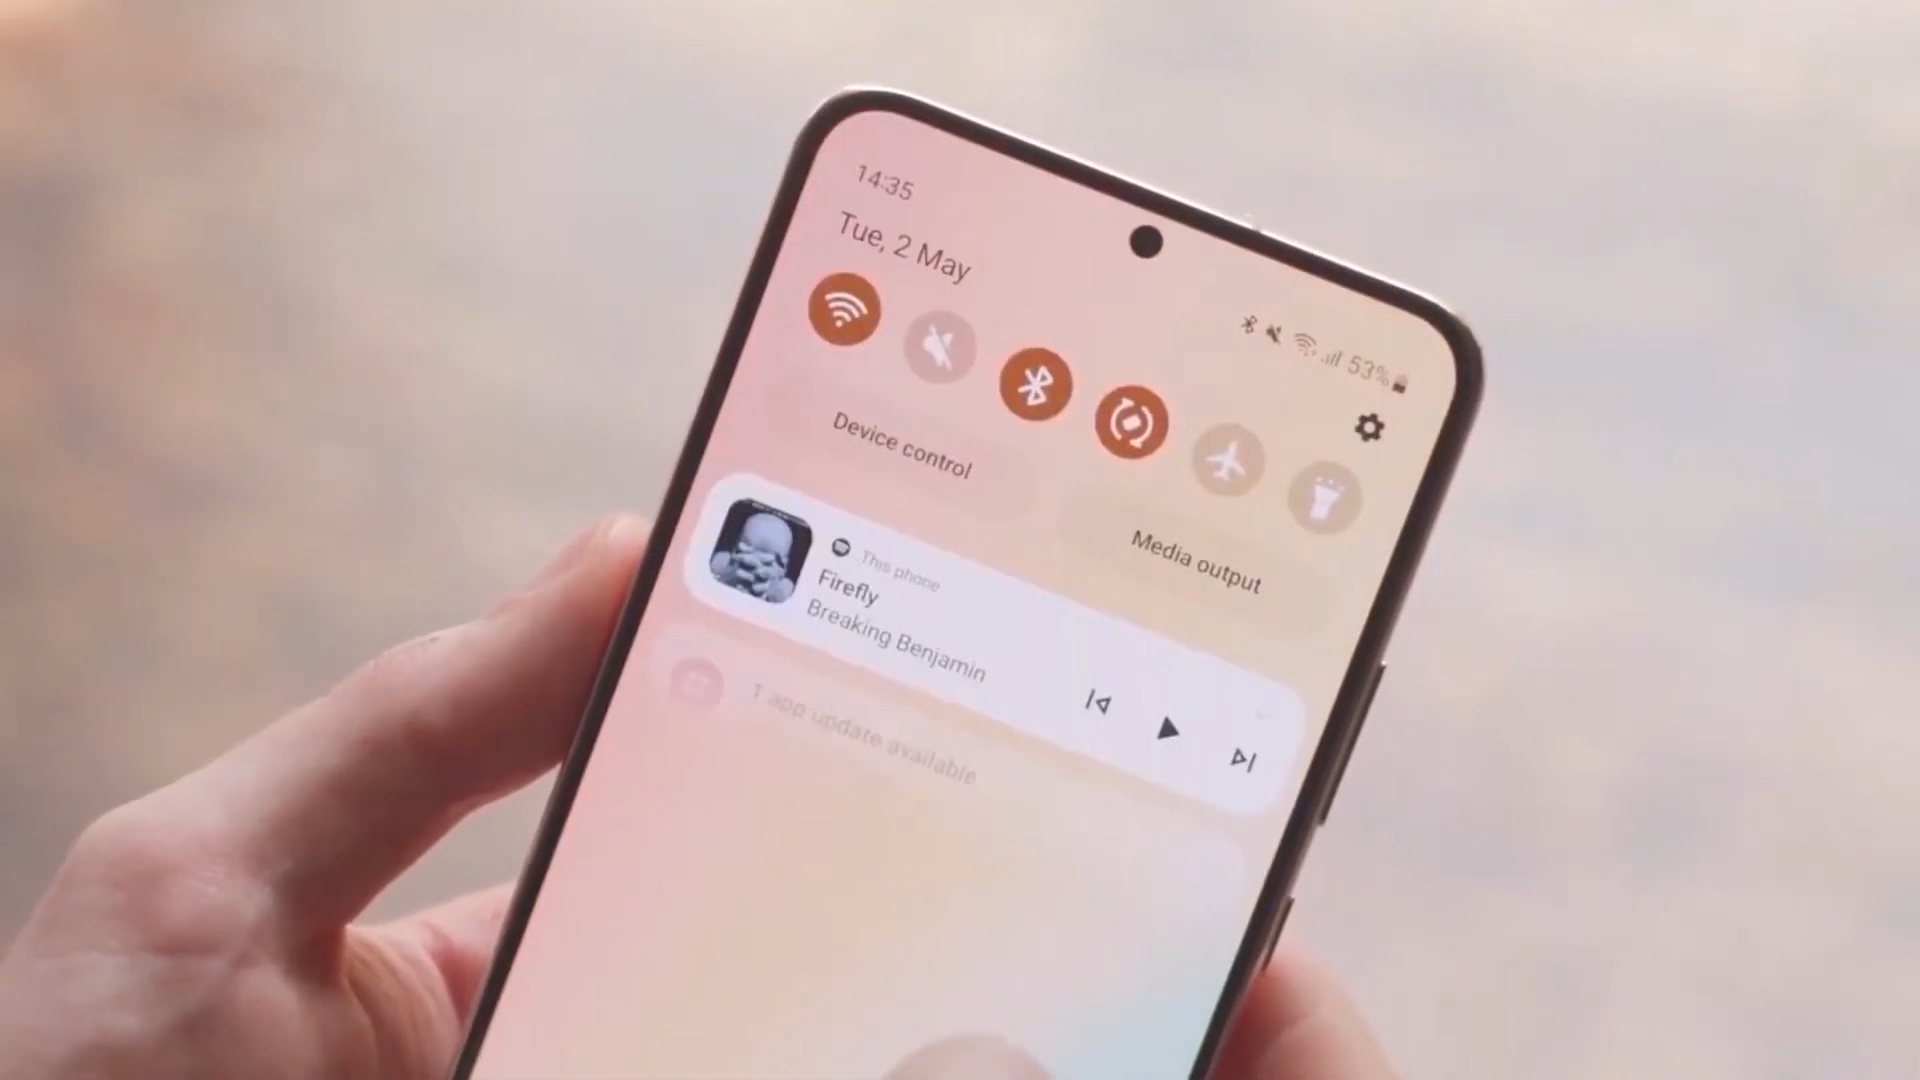 14:35
Tue, 2 May
53%
Device control
Media output
This phone
Firefly
Breaking Benjamin
1 app update available